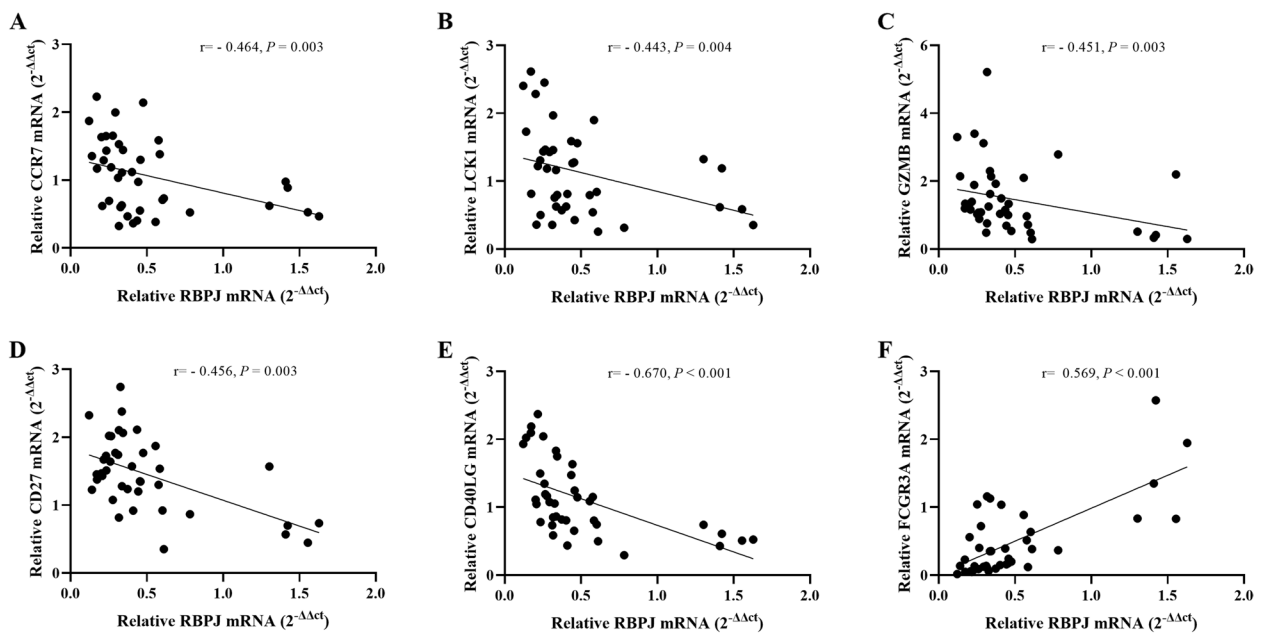 A
r= - 0.464, P = 0.003
Relative CCR7 mRNA (2-ΔΔct)
3
2
1
0
0.0 0.5 1.0 1.5 2.0
Relative RBPJ mRNA (2-ΔΔct)
B
r= - 0.443, P = 0.004
Relative LCK1 mRNA (2-ΔΔct)
3
2
1
0
0.0 0.5 1.0 1.5 2.0
Relative RBPJ mRNA (2-ΔΔct)
C
r= - 0.451, P = 0.003
Relative GZMB mRNA (2-ΔΔct)
6
4
2
0
0.0 0.5 1.0 1.5 2.0
Relative RBPJ mRNA (2-ΔΔct)
D
r= - 0.456, P = 0.003
Relative CD27 mRNA (2-ΔΔct)
3
2
1
0
0.0 0.5 1.0 1.5 2.0
Relative RBPJ mRNA (2-ΔΔct)
E
r= - 0.670, P < 0.001
Relative CD40LG mRNA (2-ΔΔct)
3
2
1
0
0.0 0.5 1.0 1.5 2.0
Relative RBPJ mRNA (2-ΔΔct)
F
r= 0.569, P < 0.001
Relative FCGR3A mRNA (2-ΔΔct)
3
2
1
0
0.0 0.5 1.0 1.5 2.0
Relative RBPJ mRNA (2-ΔΔct)